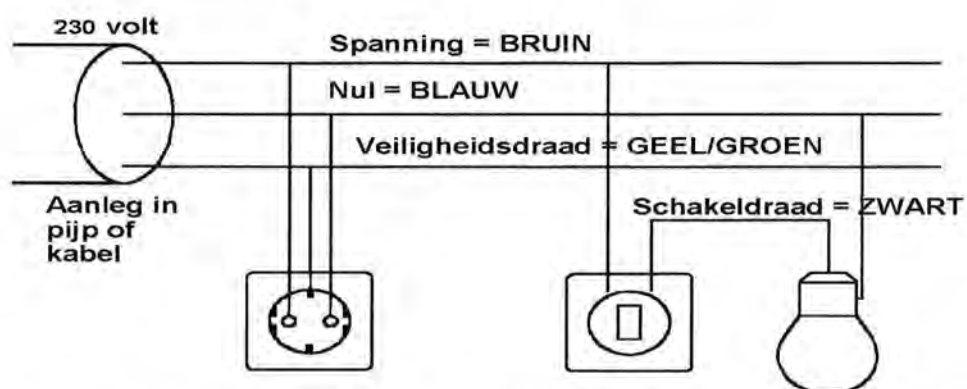 230 volt
Spanning = BRUIN
Nul = BLAUW
Veiligheidsdraad = GEEL/GROEN
Aanleg in
pijp of
kabel
Schakeldraad = ZWART